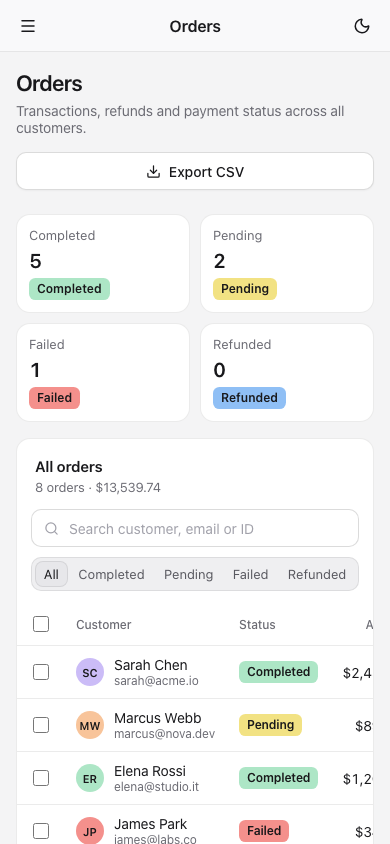 Orders
Orders
Transactions, refunds and payment status across all
customers.
Export CSV
Completed
5
Completed
Pending
2
Pending
Failed
1
Failed
Refunded
0
Refunded
All orders
8 orders · $13,539.74
Search customer, email or ID
All Completed Pending Failed Refunded
Customer Status
SC Sarah Chen Completed
sarah@acme.io
MW Marcus Webb Pending
marcus@nova.dev
ER Elena Rossi Completed
elena@studio.it
JP James Park Failed
james@labs.co